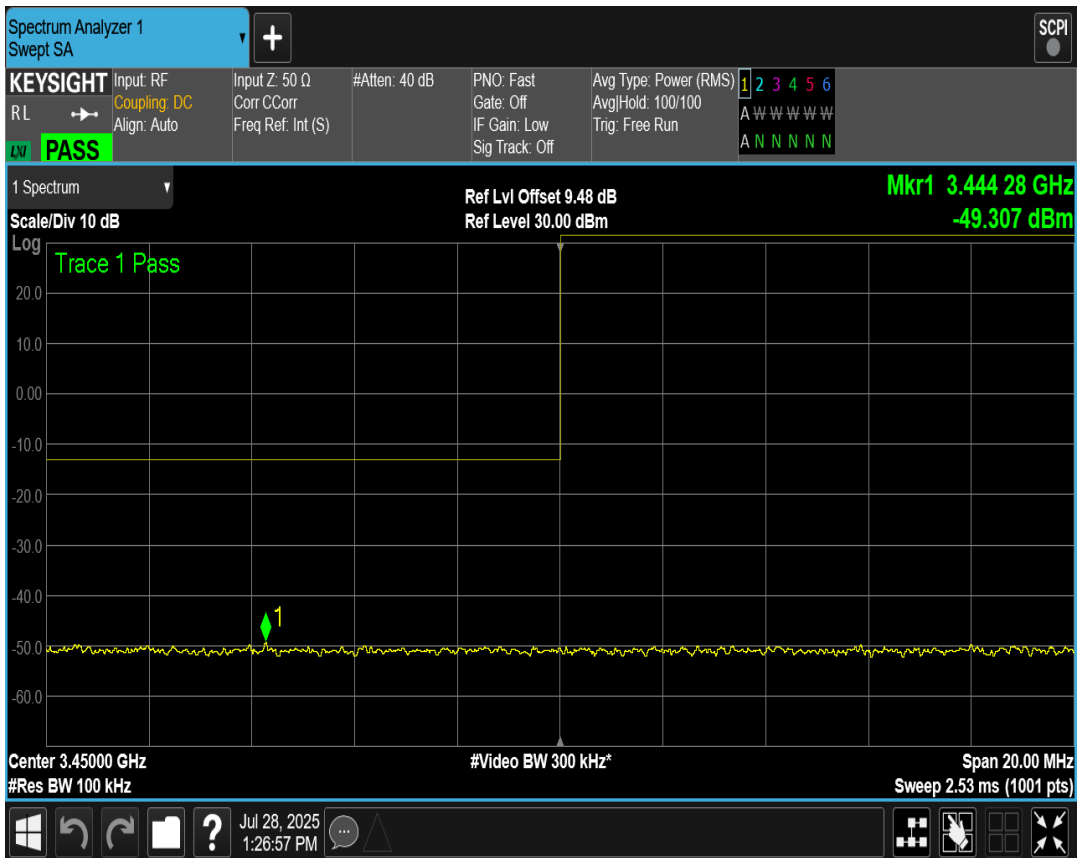 Spectrum Analyzer 1
Swept SA
+
SCPI
KEYSIGHT
RL
LXI PASS
Input: RF
Coupling: DC
Align: Auto
Input Z: 50 Ω
Corr CCorr
Freq Ref: Int (S)
#Atten: 40 dB
PNO: Fast
Gate: Off
IF Gain: Low
Sig Track: Off
Avg Type: Power (RMS)
Avg|Hold: 100/100
Trig: Free Run
1 2 3 4 5 6
A W W W W W
A N N N N N
1 Spectrum
Scale/Div 10 dB
Ref Lvl Offset 9.48 dB
Ref Level 30.00 dBm
Mkr1 3.444 28 GHz
-49.307 dBm
Log
Trace 1 Pass
20.0
10.0
0.00
-10.0
-20.0
-30.0
-40.0
1
-50.0
-60.0
Center 3.45000 GHz
#Res BW 100 kHz
#Video BW 300 kHz*
Span 20.00 MHz
Sweep 2.53 ms (1001 pts)
?
Jul 28, 2025
1:26:57 PM